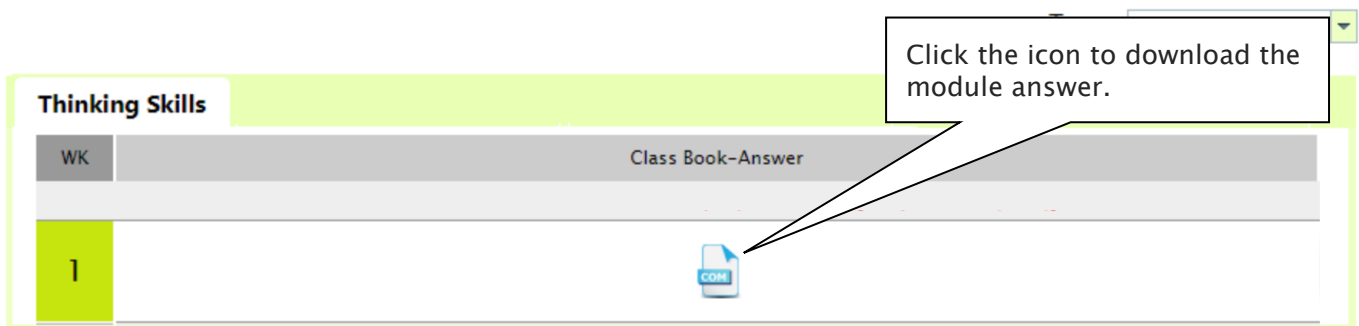 Click the icon to download the
module answer.
Thinking Skills
WK
Class Book-Answer
1
COM